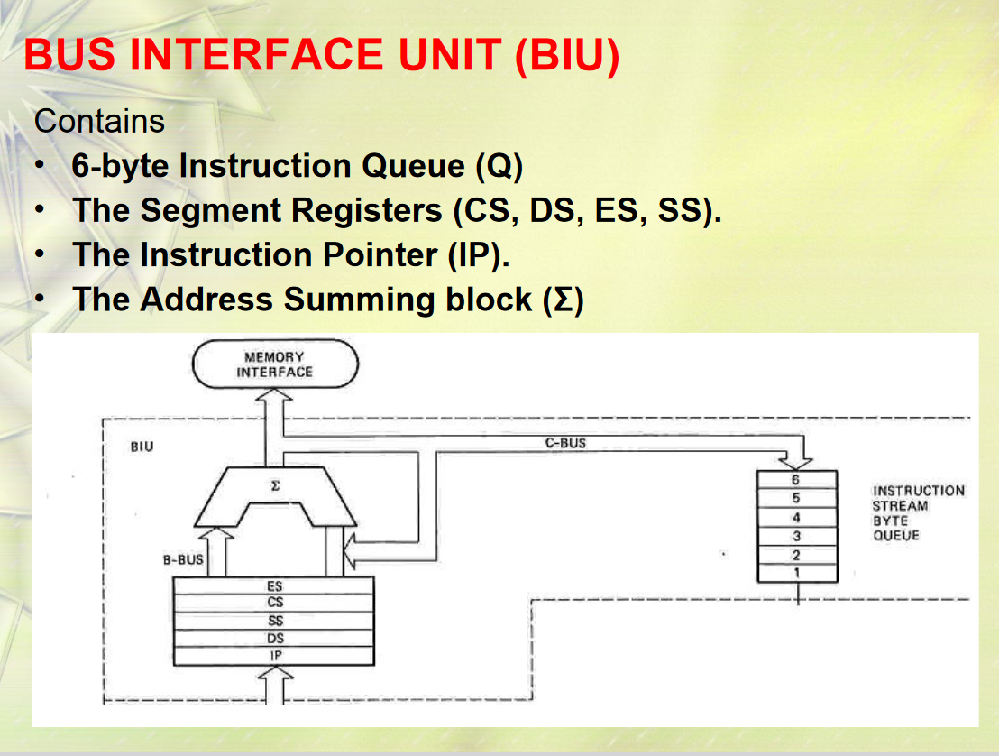 BUS INTERFACE UNIT (BIU)
Contains
• 6-byte Instruction Queue (Q)
• The Segment Registers (CS, DS, ES, SS).
• The Instruction Pointer (IP).
• The Address Summing block (Σ)
MEMORY
INTERFACE
BIU
C-BUS
Σ
B-BUS
ES
CS
SS
DS
IP
6
5
4
3
2
1
INSTRUCTION
STREAM
BYTE
QUEUE